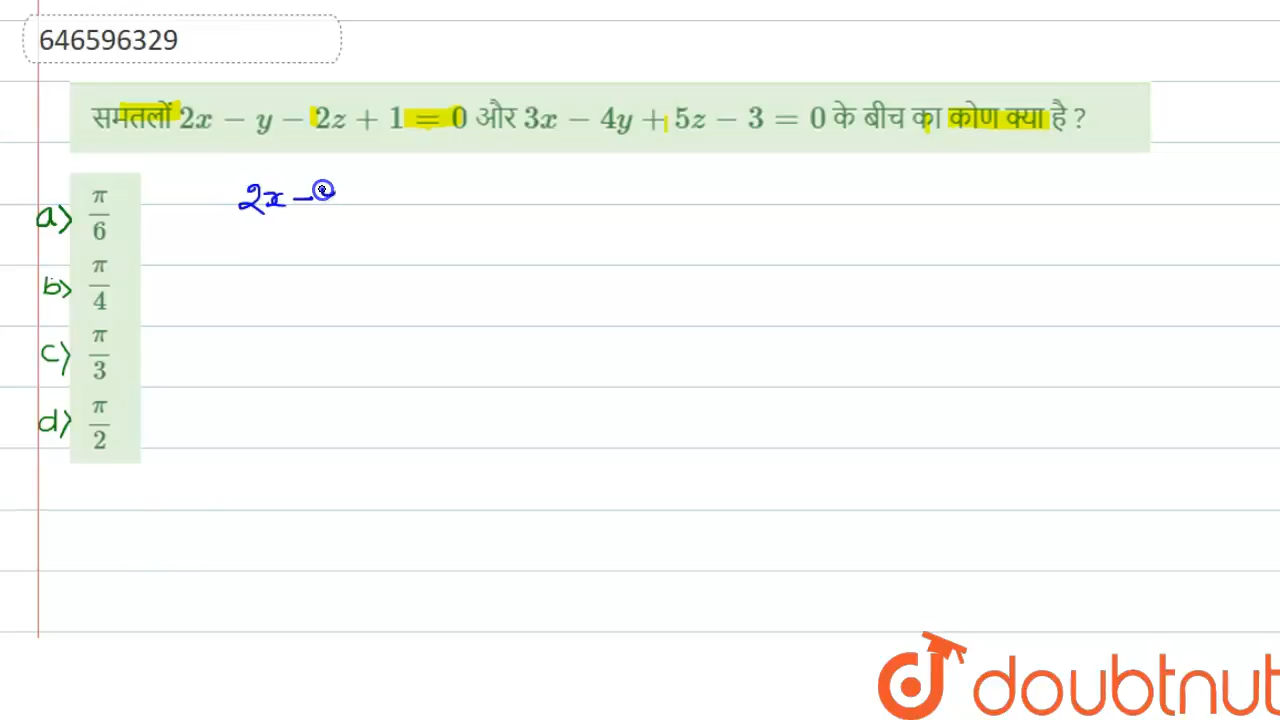 646596329
समतलों 2x − y − 2z + 1 = 0 और 3x − 4y + 5z − 3 = 0 के बीच का कोण क्या है ?
2x −
a) π/6
b) π/4
c) π/3
d) π/2
doubtnut